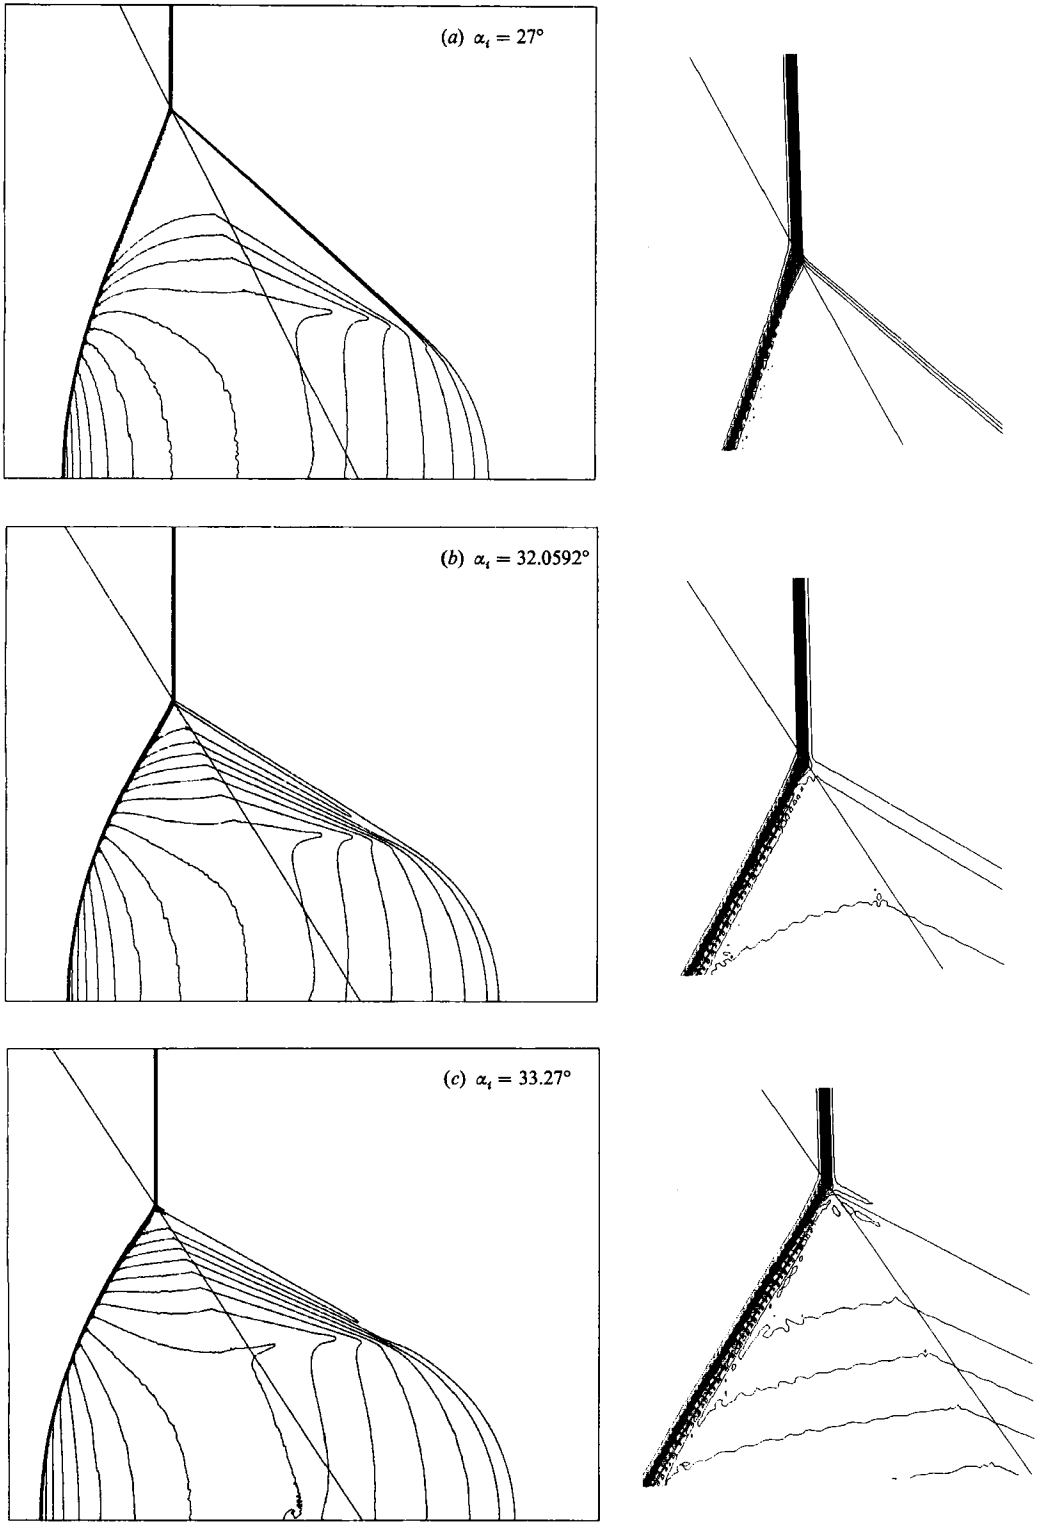 (a) αᵢ = 27°
(b) αᵢ = 32.0592°
(c) αᵢ = 33.27°